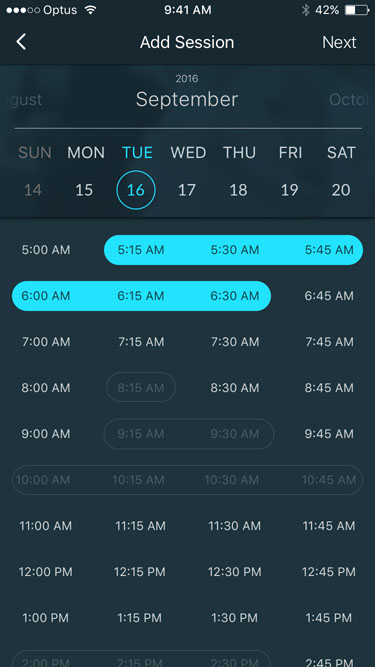 Optus 9:41 AM 42%
Add Session Next
2016
gust September Octo
SUN MON TUE WED THU FRI SAT
14 15 16 17 18 19 20
5:00 AM 5:15 AM 5:30 AM 5:45 AM
6:00 AM 6:15 AM 6:30 AM 6:45 AM
7:00 AM 7:15 AM 7:30 AM 7:45 AM
8:00 AM 8:15 AM 8:30 AM 8:45 AM
9:00 AM 9:15 AM 9:30 AM 9:45 AM
10:00 AM 10:15 AM 10:30 AM 10:45 AM
11:00 AM 11:15 AM 11:30 AM 11:45 AM
12:00 PM 12:15 PM 12:30 PM 12:45 PM
1:00 PM 1:15 PM 1:30 PM 1:45 PM
2:00 PM 2:15 PM 2:30 PM 2:45 PM